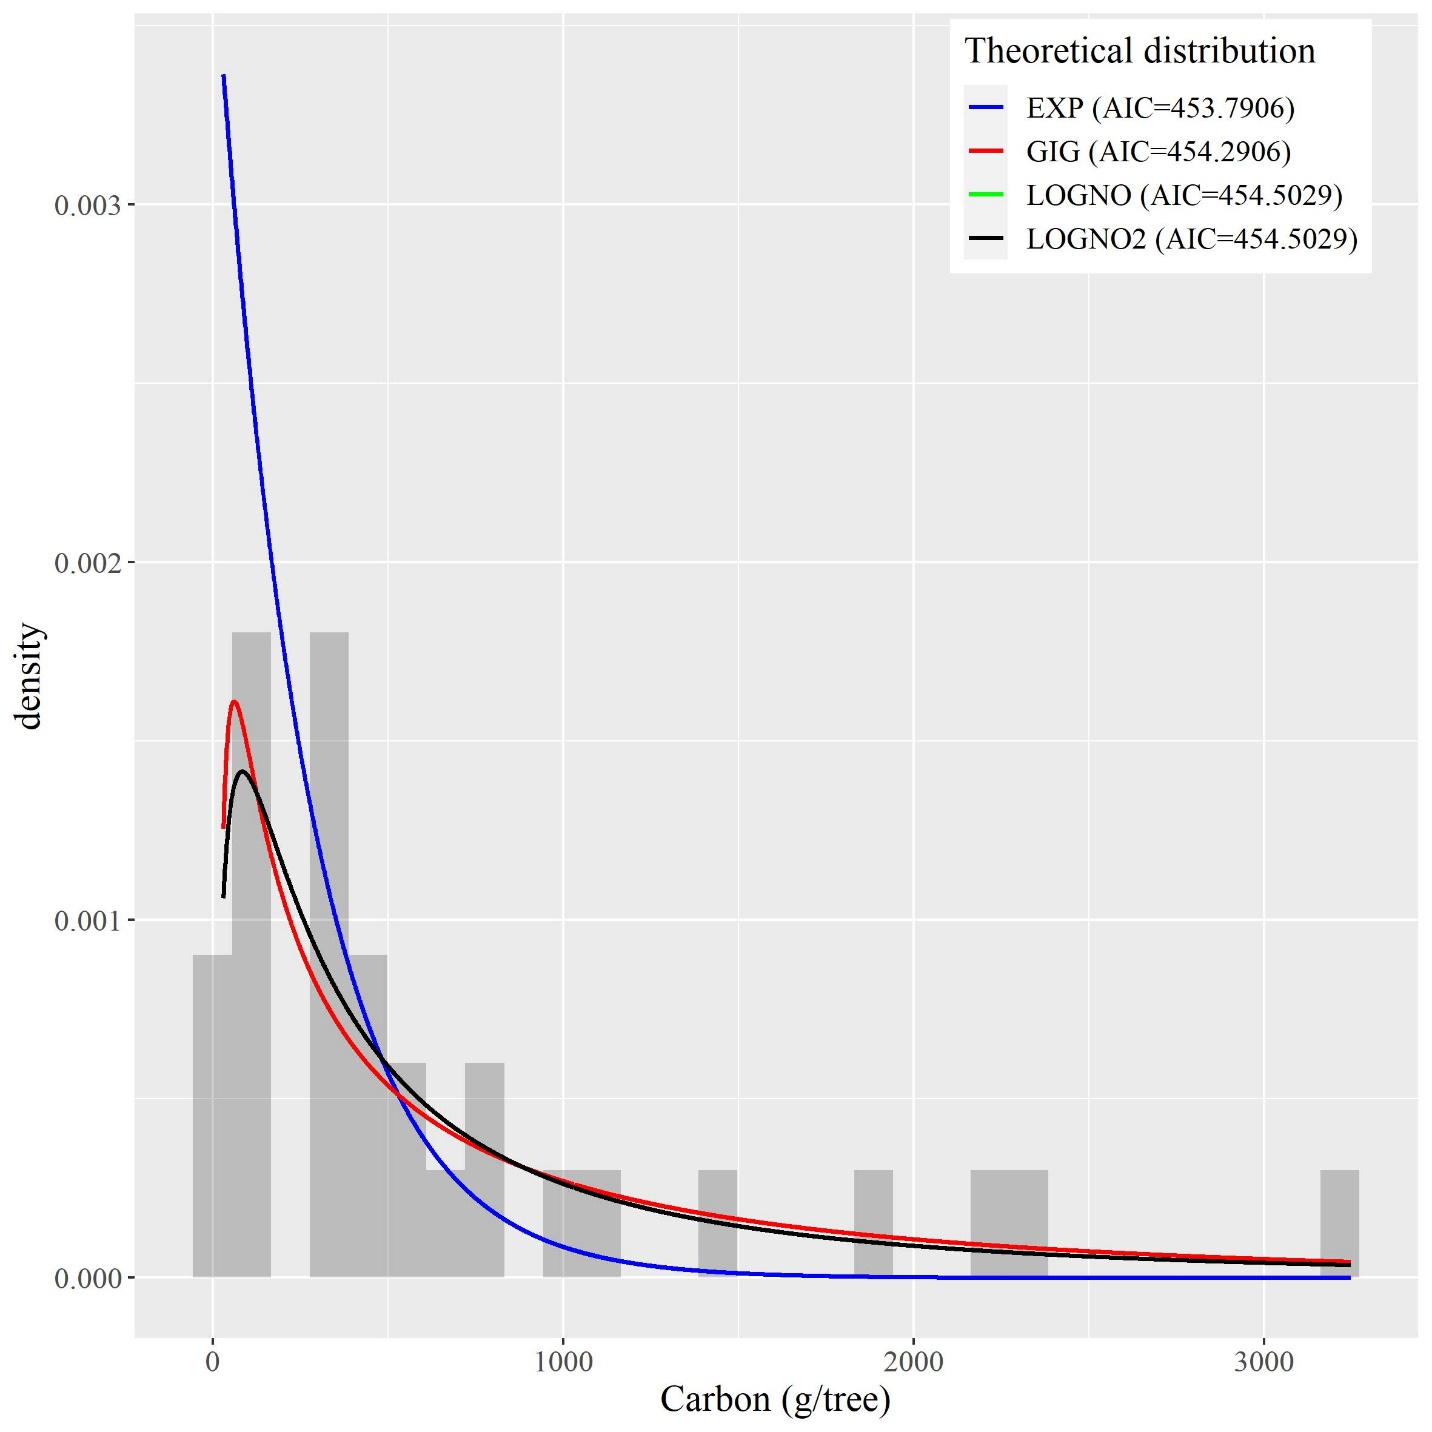 Theoretical distribution
EXP (AIC=453.7906)
GIG (AIC=454.2906)
LOGNO (AIC=454.5029)
LOGNO2 (AIC=454.5029)
density
0.003
0.002
0.001
0.000
0 1000 2000 3000
Carbon (g/tree)